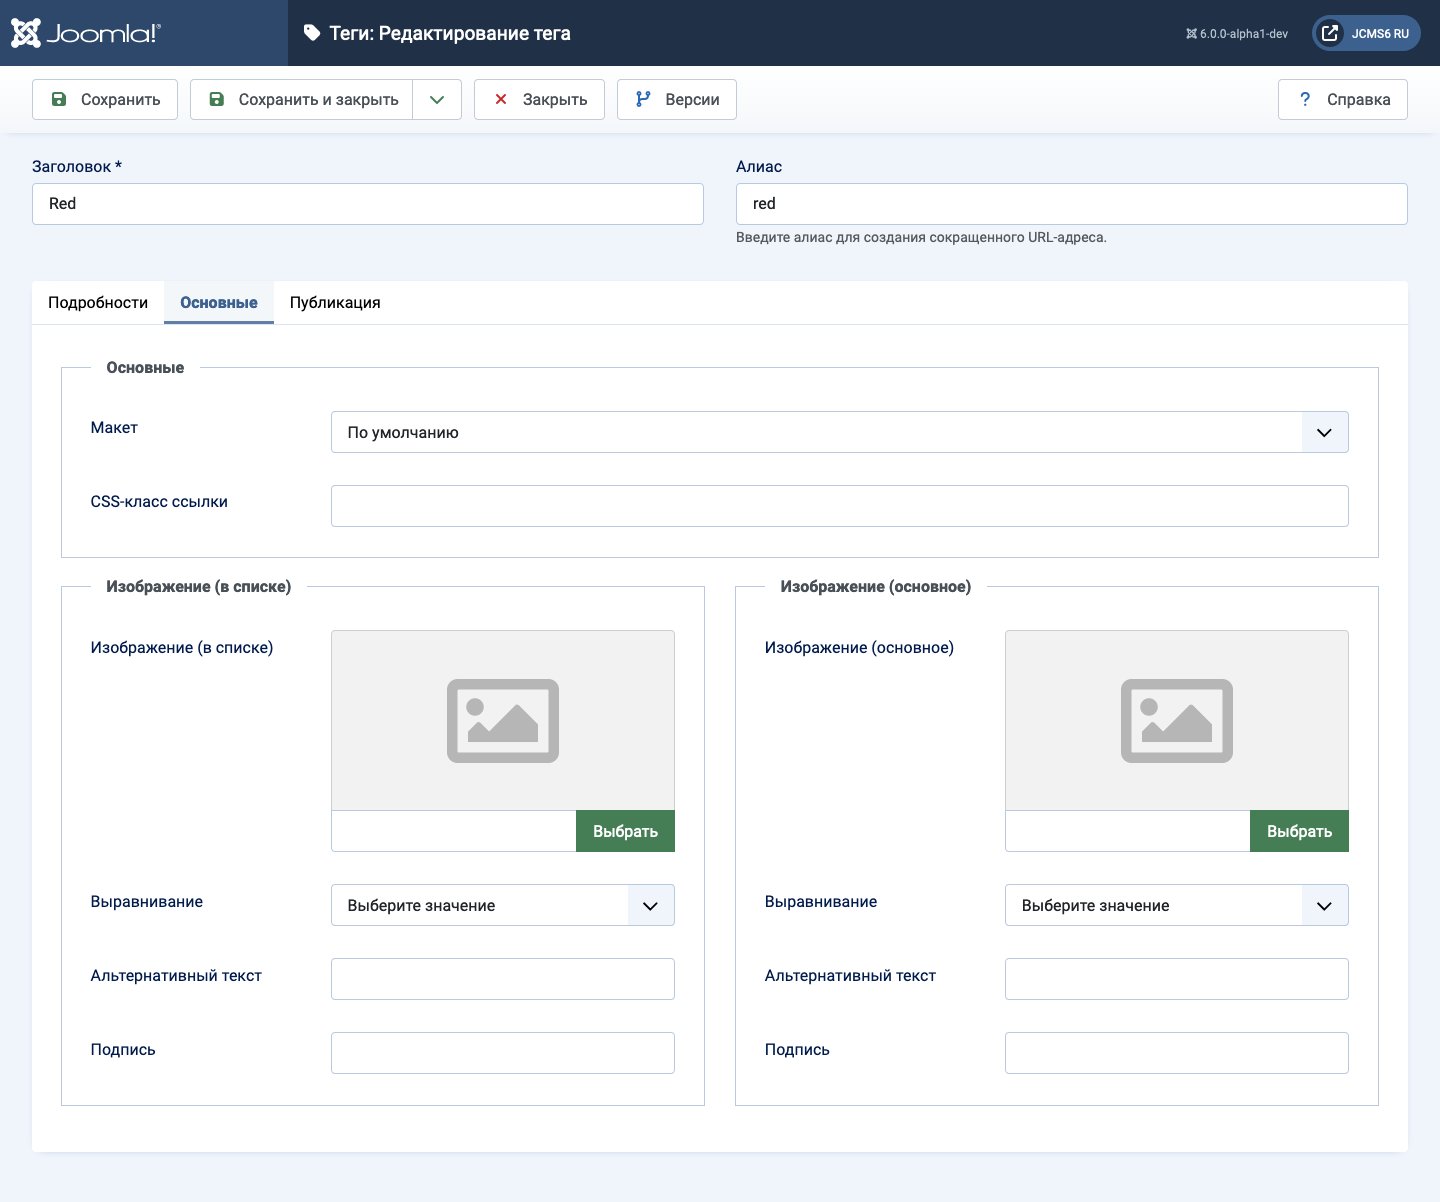 Joomla!®
Теги: Редактирование тега
6.0.0-alpha1-dev
JCMS6 RU
Сохранить
Сохранить и закрыть
Закрыть
Версии
? Справка
Заголовок *
Алиас
Red
red
Введите алиас для создания сокращенного URL-адреса.
Подробности
Основные
Публикация
Основные
Макет
По умолчанию
CSS-класс ссылки
Изображение (в списке)
Изображение (в списке)
Выбрать
Выравнивание
Выберите значение
Альтернативный текст
Подпись
Изображение (основное)
Изображение (основное)
Выбрать
Выравнивание
Выберите значение
Альтернативный текст
Подпись